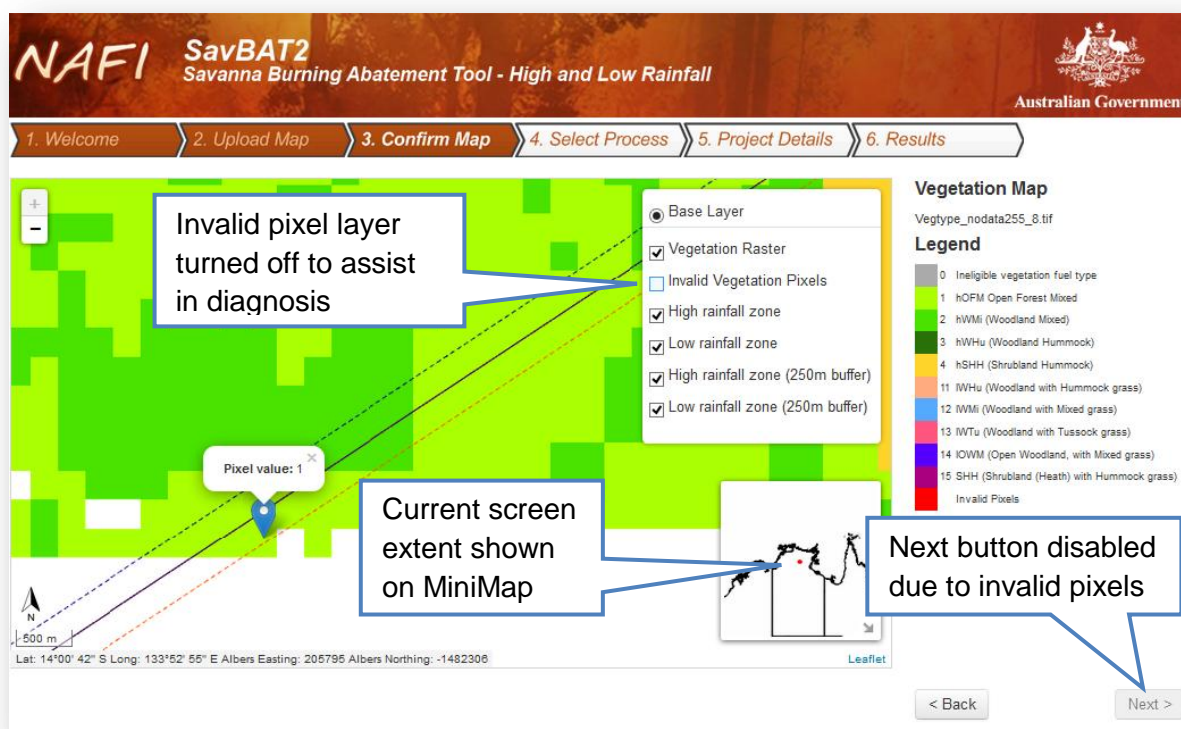 NAFI
SavBAT2
Savanna Burning Abatement Tool - High and Low Rainfall
Australian Government
1. Welcome
2. Upload Map
3. Confirm Map
4. Select Process
5. Project Details
6. Results
+
-
Invalid pixel layer
turned off to assist
in diagnosis
Base Layer
Vegetation Raster
Invalid Vegetation Pixels
High rainfall zone
Low rainfall zone
High rainfall zone (250m buffer)
Low rainfall zone (250m buffer)
Pixel value: 1 ×
Current screen
extent shown
on MiniMap
N
500 m
Lat: 14°00' 42" S Long: 133°52' 55" E Albers Easting: 205795 Albers Northing: -1482306
Leaflet
Vegetation Map
Vegtype_nodata255_8.tif
Legend
0 Ineligible vegetation fuel type
1 hOFM Open Forest Mixed
2 hWMi (Woodland Mixed)
3 hWHu (Woodland Hummock)
4 hSHH (Shrubland Hummock)
11 lWHu (Woodland with Hummock grass)
12 lWMi (Woodland with Mixed grass)
13 lWTu (Woodland with Tussock grass)
14 lOWM (Open Woodland, with Mixed grass)
15 SHH (Shrubland (Heath) with Hummock grass)
Invalid Pixels
Next button disabled
due to invalid pixels
< Back
Next >